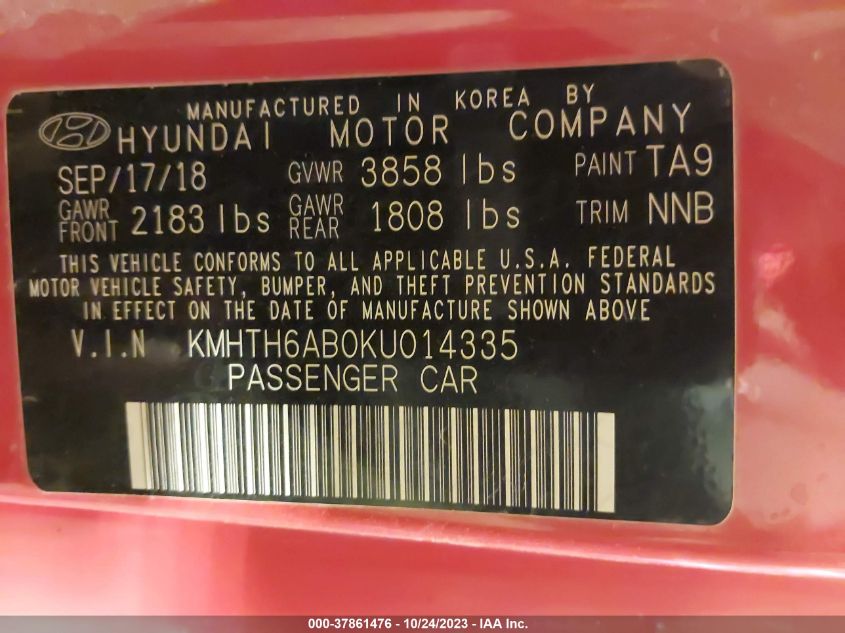 MANUFACTURED IN KOREA BY
HYUNDAI MOTOR COMPANY
SEP/17/18 GVWR 3858 lbs PAINT TA9
GAWR FRONT 2183 lbs GAWR REAR 1808 lbs TRIM NNB
THIS VEHICLE CONFORMS TO ALL APPLICABLE U.S.A. FEDERAL
MOTOR VEHICLE SAFETY, BUMPER, AND THEFT PREVENTION STANDARDS
IN EFFECT ON THE DATE OF MANUFACTURE SHOWN ABOVE
V.I.N KMHTH6AB0KU014335
PASSENGER CAR
000-37861476 - 10/24/2023 - IAA Inc.